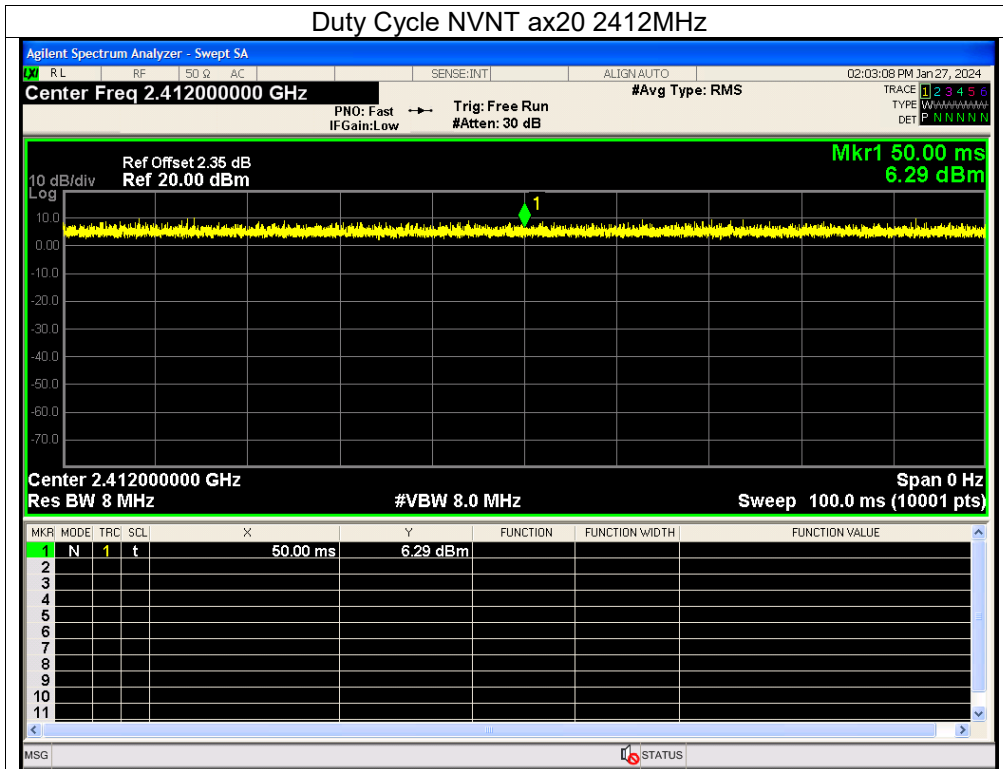 Duty Cycle NVNT ax20 2412MHz
Agilent Spectrum Analyzer - Swept SA
LXI RL RF 50 Ω AC SENSE:INT ALIGN AUTO 02:03:08 PM Jan 27, 2024
Center Freq 2.412000000 GHz #Avg Type: RMS TRACE 1 2 3 4 5 6
PNO: Fast Trig: Free Run TYPE WWWWWW
IFGain:Low #Atten: 30 dB DET P N N N N N
Mkr1 50.00 ms
Ref Offset 2.35 dB
10 dB/div Ref 20.00 dBm 6.29 dBm
Log
1
10.0
0.00
-10.0
-20.0
-30.0
-40.0
-50.0
-60.0
-70.0
Center 2.412000000 GHz Span 0 Hz
Res BW 8 MHz #VBW 8.0 MHz Sweep 100.0 ms (10001 pts)
MKR MODE TRC SCL X Y FUNCTION FUNCTION WIDTH FUNCTION VALUE
1 N 1 t 50.00 ms 6.29 dBm
2
3
4
5
6
7
8
9
10
11
MSG STATUS